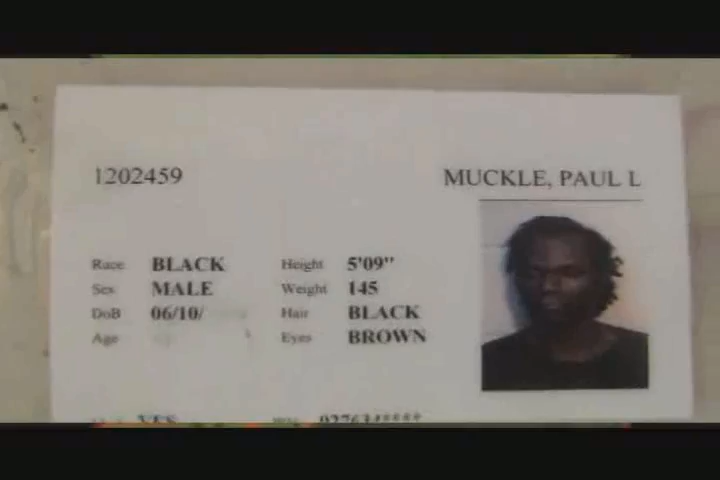 1202459 MUCKLE, PAUL L
Race BLACK Height 5'09"
Sex MALE Weight 145
DoB 06/10/ Hair BLACK
Age Eyes BROWN
YES